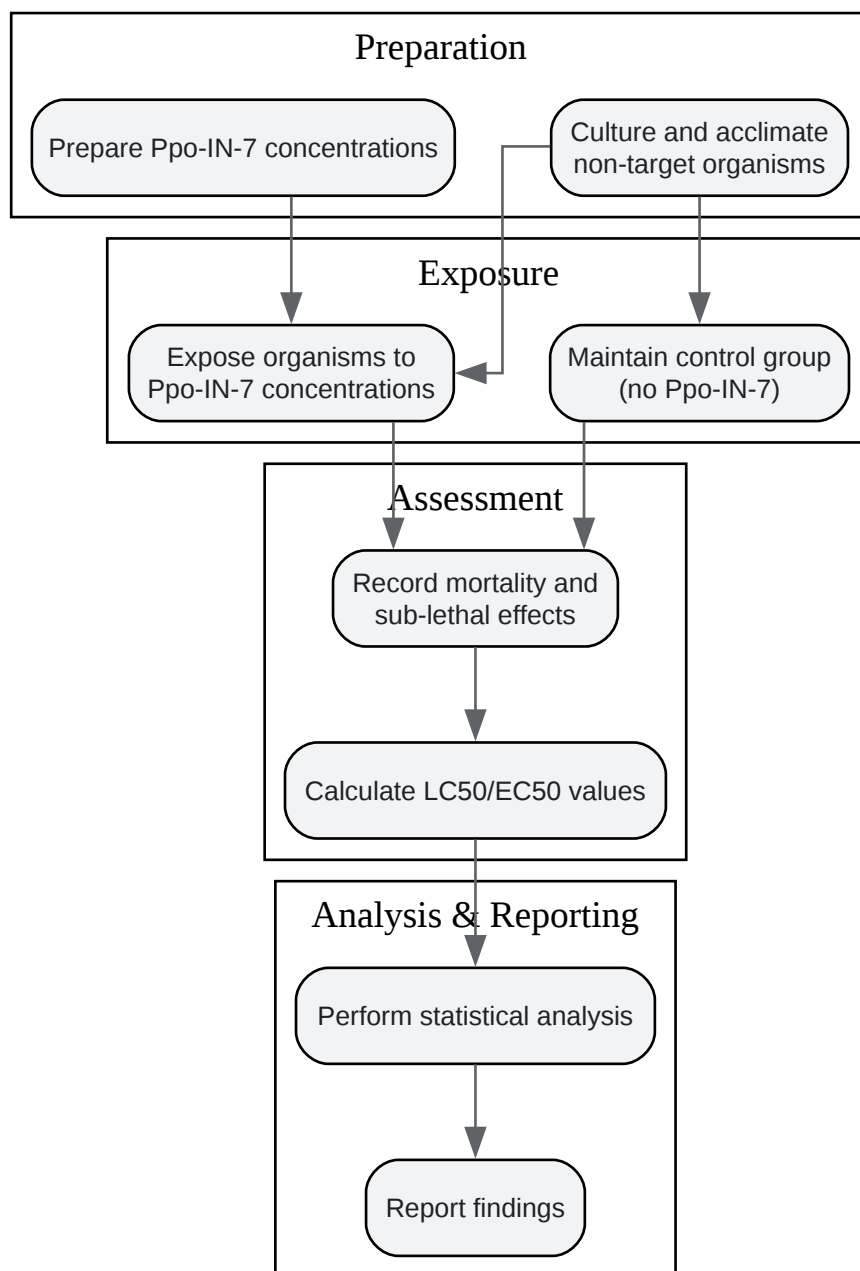 Preparation
Prepare Ppo-IN-7 concentrations
Culture and acclimate
non-target organisms
Exposure
Expose organisms to
Ppo-IN-7 concentrations
Maintain control group
(no Ppo-IN-7)
Assessment
Record mortality and
sub-lethal effects
Calculate LC50/EC50 values
Analysis & Reporting
Perform statistical analysis
Report findings